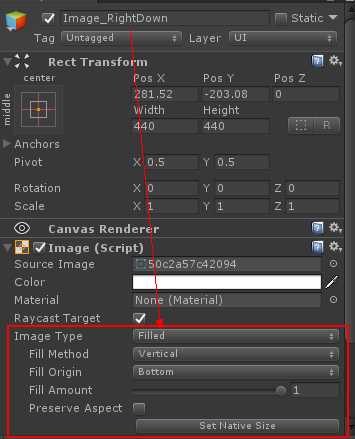 Image_RightDown Static
Tag Untagged Layer UI
Rect Transform
center Pos X Pos Y Pos Z
281.52 -203.08 0
middle Width Height
440 440 R
Anchors
Pivot X 0.5 Y 0.5
Rotation X 0 Y 0 Z 0
Scale X 1 Y 1 Z 1
Canvas Renderer
Image (Script)
Source Image 50c2a57c42094
Color
Material None (Material)
Raycast Target
Image Type Filled
Fill Method Vertical
Fill Origin Bottom
Fill Amount 1
Preserve Aspect
Set Native Size